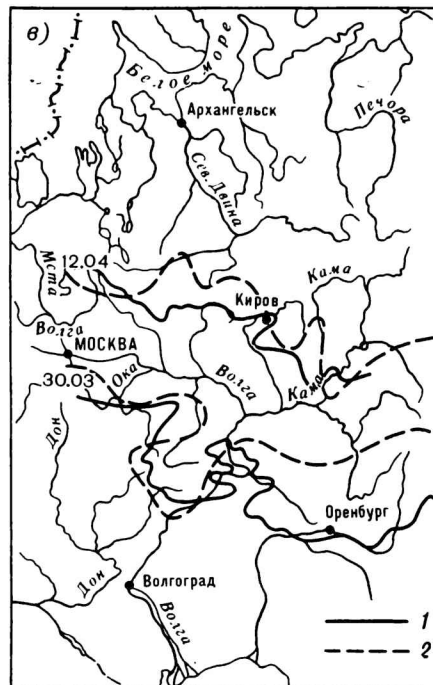 в)
Белое море
Архангельск
Печора
Сев. Двина
Мста
12.04
Кама
Киров
Волга
МОСКВА
30.03
Ока
Волга
Кама
Дон
Оренбург
Дон
Волгоград
Волга
1
2